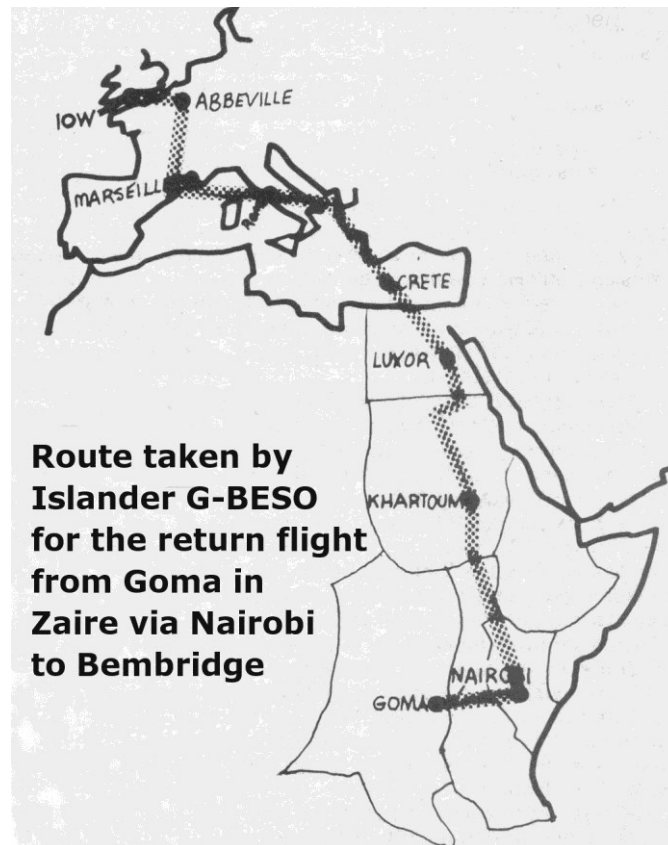 ABBEVILLE
IOW
MARSEILL
CRETE
LUXOR
KHARTOUM
NAIROBI
GOMA
Route taken by
Islander G-BESO
for the return flight
from Goma in
Zaire via Nairobi
to Bembridge